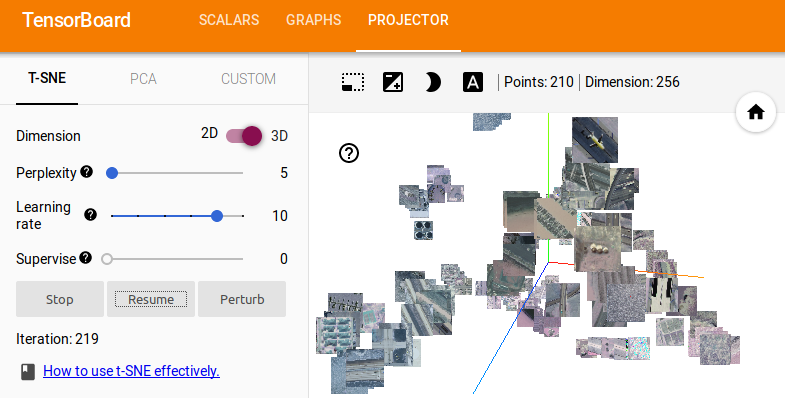 TensorBoard SCALARS GRAPHS PROJECTOR
T-SNE PCA CUSTOM
A Points: 210 Dimension: 256
Dimension 2D 3D
Perplexity ? 5
Learning rate ? 10
Supervise ? 0
Stop Resume Perturb
Iteration: 219
How to use t-SNE effectively.
?